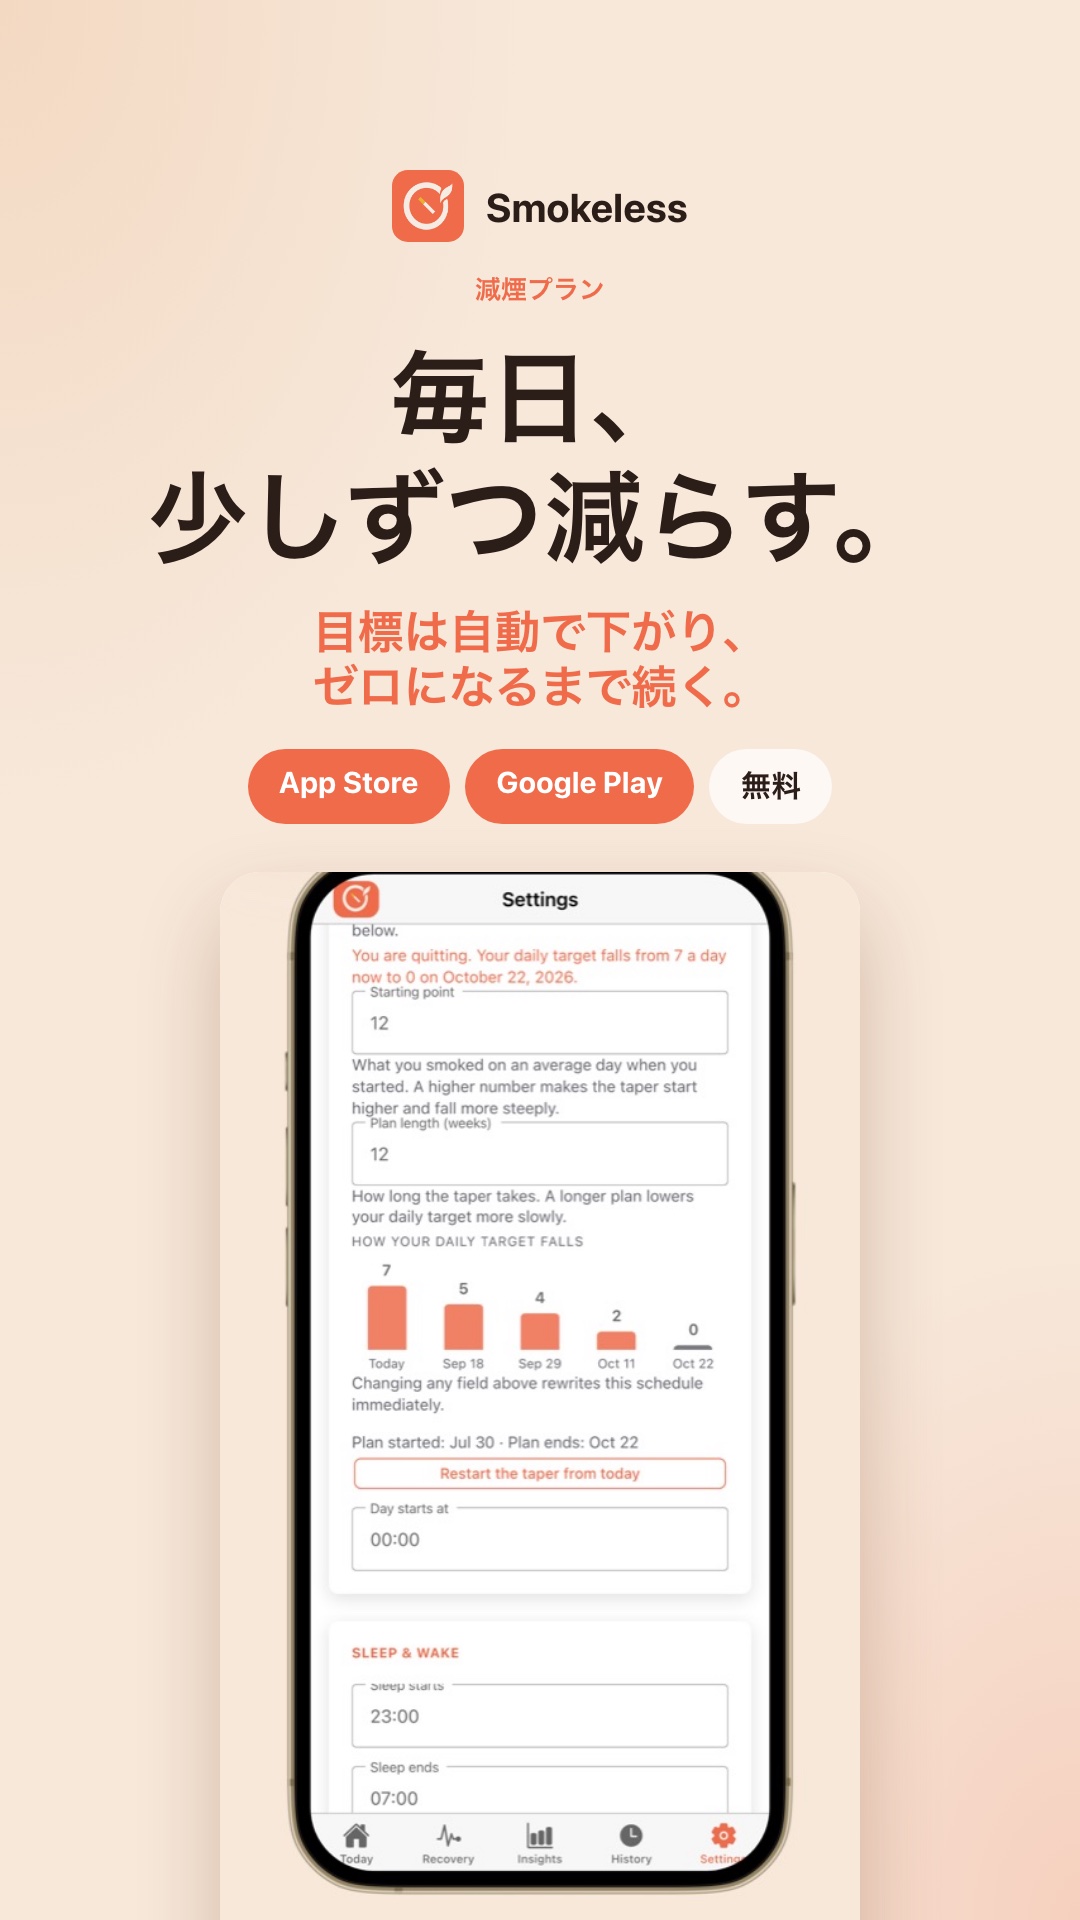 Smokeless
減煙プラン
毎日、
少しずつ減らす。
目標は自動で下がり、
ゼロになるまで続く。
App Store
Google Play
無料
Settings
below.
You are quitting. Your daily target falls from 7 a day
now to 0 on October 22, 2026.
Starting point
12
What you smoked on an average day when you
started. A higher number makes the taper start
higher and fall more steeply.
Plan length (weeks)
12
How long the taper takes. A longer plan lowers
your daily target more slowly.
HOW YOUR DAILY TARGET FALLS
7
5
4
2
0
Today
Sep 18
Sep 29
Oct 11
Oct 22
Changing any field above rewrites this schedule
immediately.
Plan started: Jul 30 · Plan ends: Oct 22
Restart the taper from today
Day starts at
00:00
SLEEP & WAKE
Sleep starts
23:00
Sleep ends
07:00
Today
Recovery
Insights
History
Settings